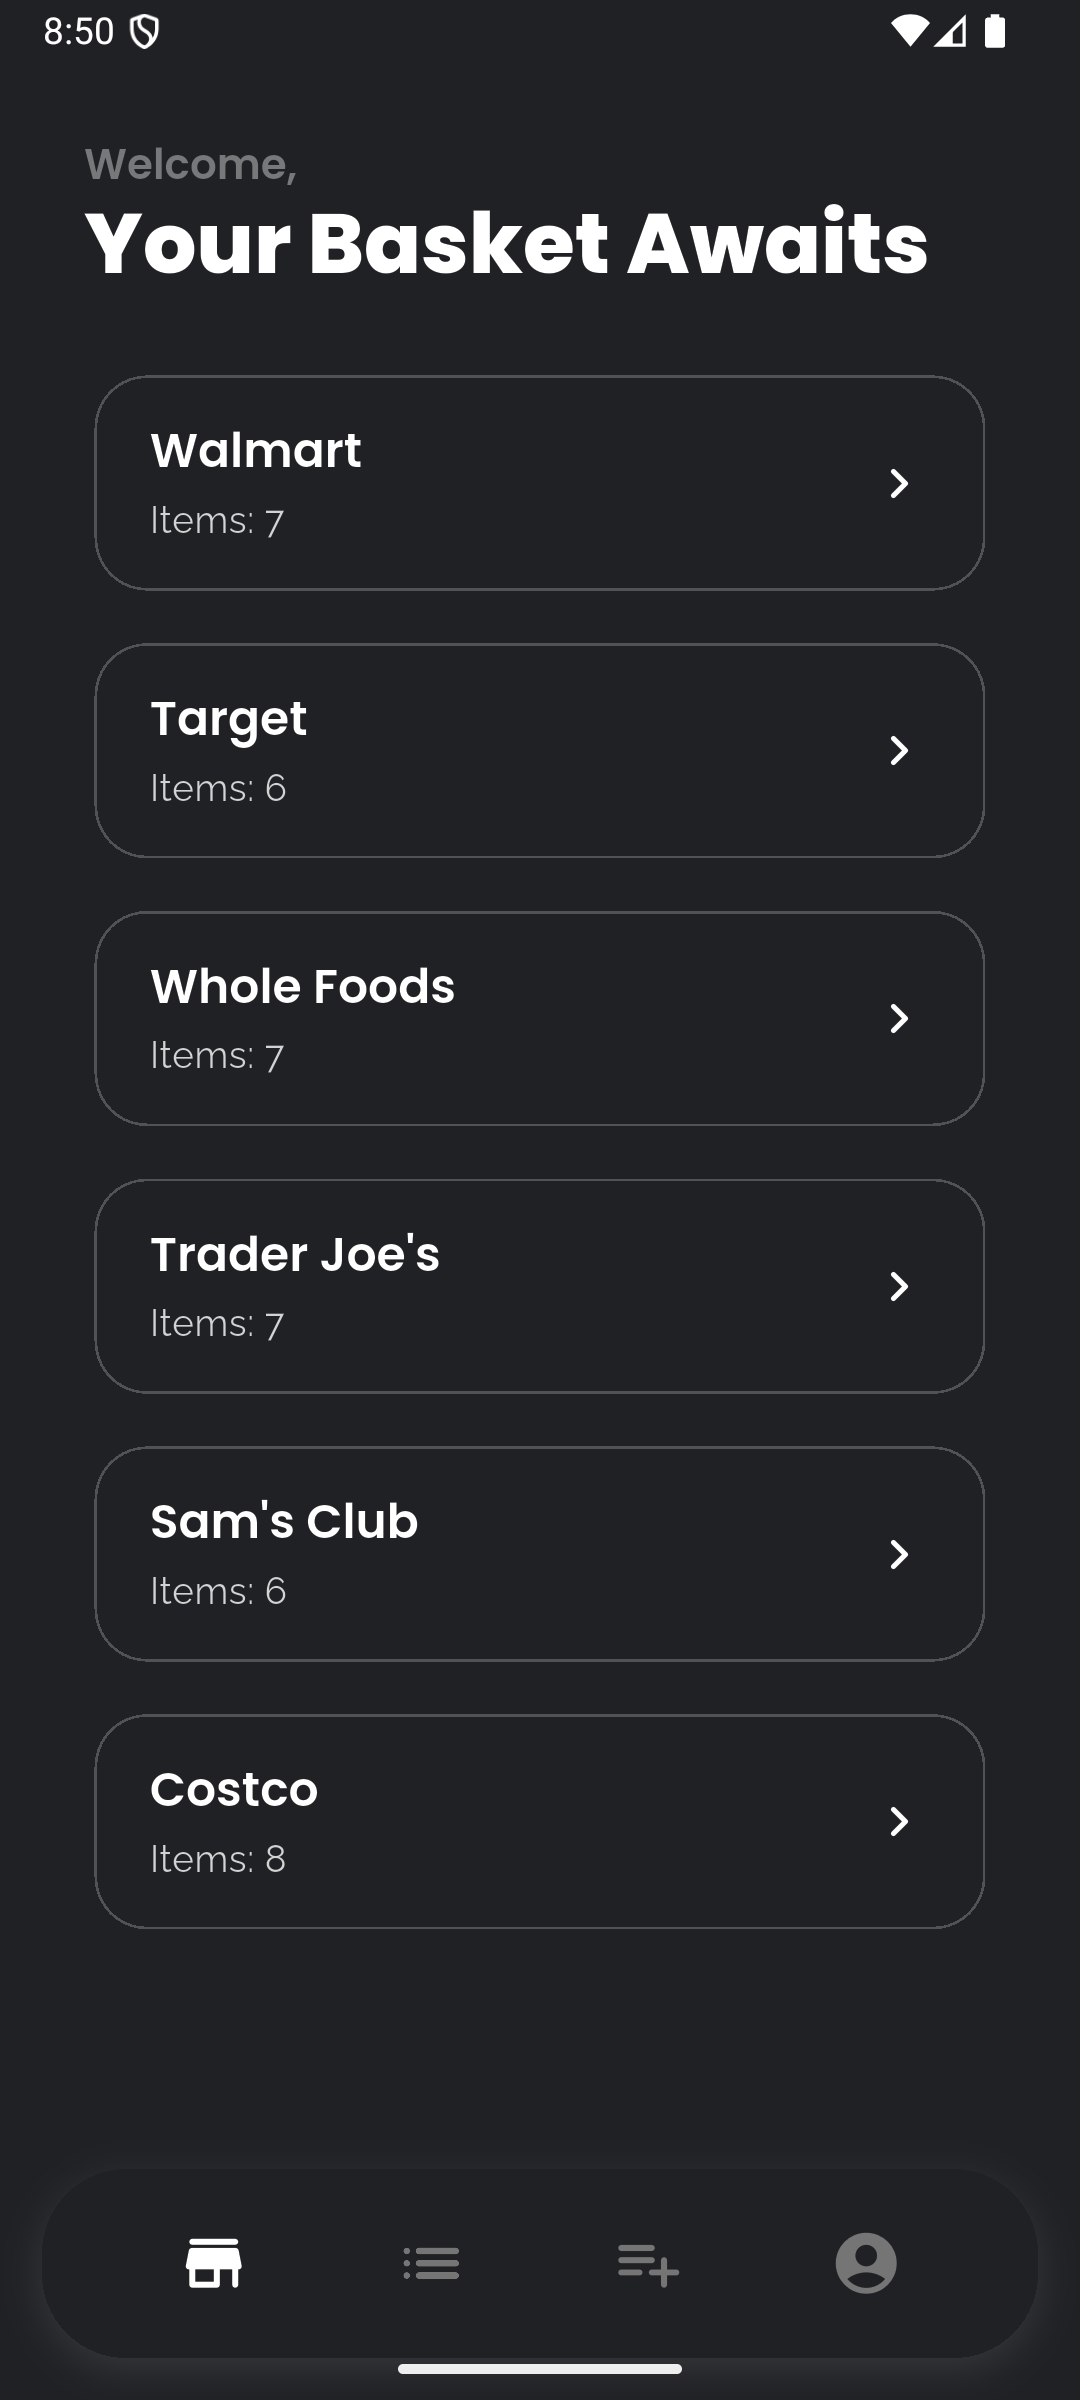 8:50
Welcome,
Your Basket Awaits
Walmart
Items: 7
Target
Items: 6
Whole Foods
Items: 7
Trader Joe's
Items: 7
Sam's Club
Items: 6
Costco
Items: 8